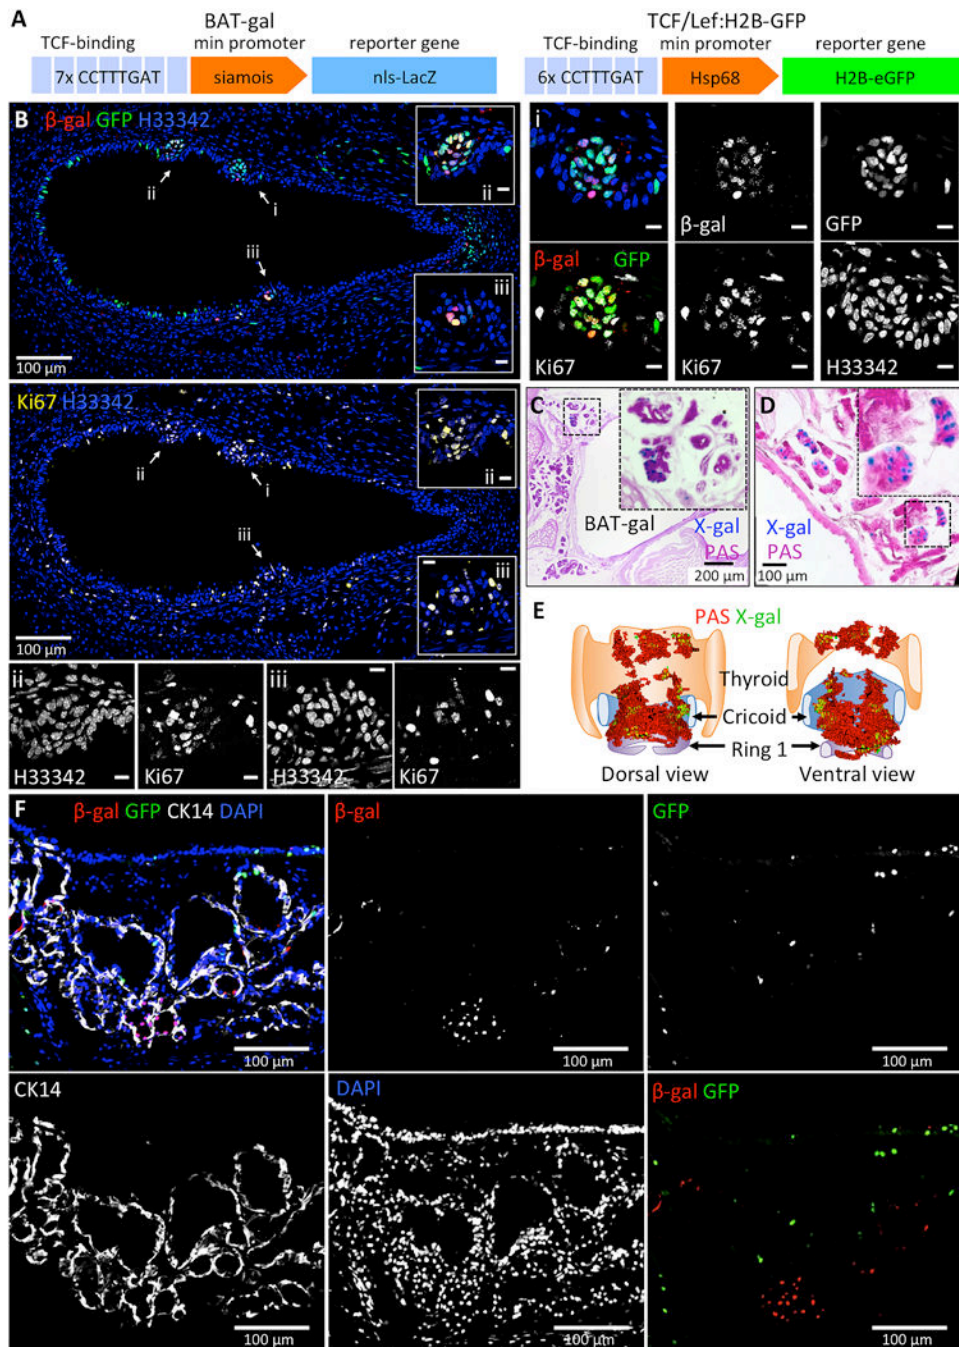 A
BAT-gal
TCF/Lef:H2B-GFP
TCF-binding min promoter reporter gene
TCF-binding min promoter reporter gene
7x CCTTTGAT siamois nls-LacZ
6x CCTTTGAT Hsp68 H2B-eGFP
B β-gal GFP H33342
ii
i
iii
ii
iii
100 µm
Ki67 H33342
ii
i
iii
ii
iii
100 µm
ii
H33342
Ki67
iii
H33342
Ki67
i
β-gal
GFP
β-gal GFP
Ki67
Ki67
H33342
C
BAT-gal
X-gal
PAS
200 µm
D
X-gal
PAS
100 µm
E
PAS X-gal
Thyroid
Cricoid
Ring 1
Dorsal view
Ventral view
F
β-gal GFP CK14 DAPI
100 µm
β-gal
100 µm
GFP
100 µm
CK14
100 µm
DAPI
100 µm
β-gal GFP
100 µm